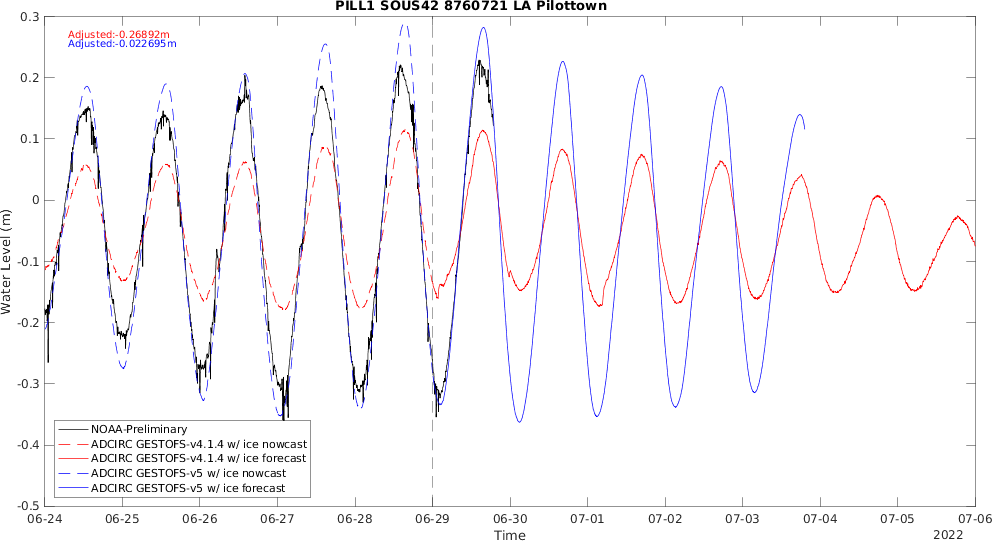 PILL1 SOUS42 8760721 LA Pilottown
Adjusted:-0.26892m
Adjusted:-0.022695m
0.3
0.2
0.1
0
-0.1
-0.2
-0.3
-0.4
-0.5
Water Level (m)
NOAA-Preliminary
ADCIRC GESTOFS-v4.1.4 w/ ice nowcast
ADCIRC GESTOFS-v4.1.4 w/ ice forecast
ADCIRC GESTOFS-v5 w/ ice nowcast
ADCIRC GESTOFS-v5 w/ ice forecast
06-24 06-25 06-26 06-27 06-28 06-29 06-30 07-01 07-02 07-03 07-04 07-05 07-06
Time
2022